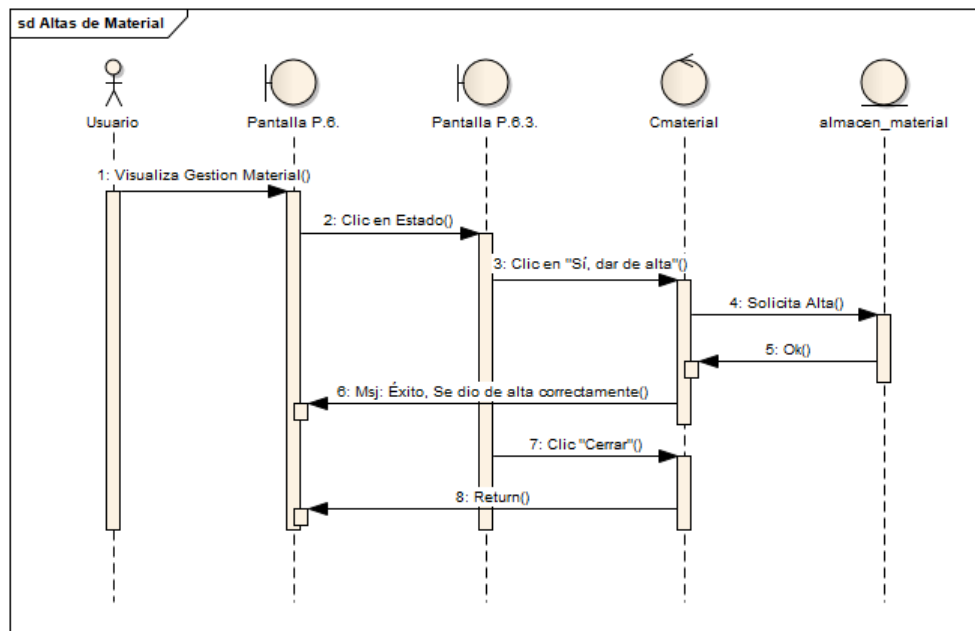 sd Altas de Material
Usuario
Pantalla P.6.
Pantalla P.6.3.
Cmaterial
almacen_material
1: Visualiza Gestion Material()
2: Clic en Estado()
3: Clic en "Sí, dar de alta"()
4: Solicita Alta()
5: Ok()
6: Msj: Éxito, Se dio de alta correctamente()
7: Clic "Cerrar"()
8: Return()